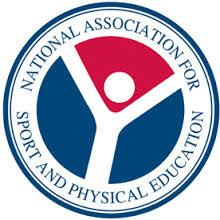 NATIONAL ASSOCIATION FOR
SPORT AND PHYSICAL EDUCATION